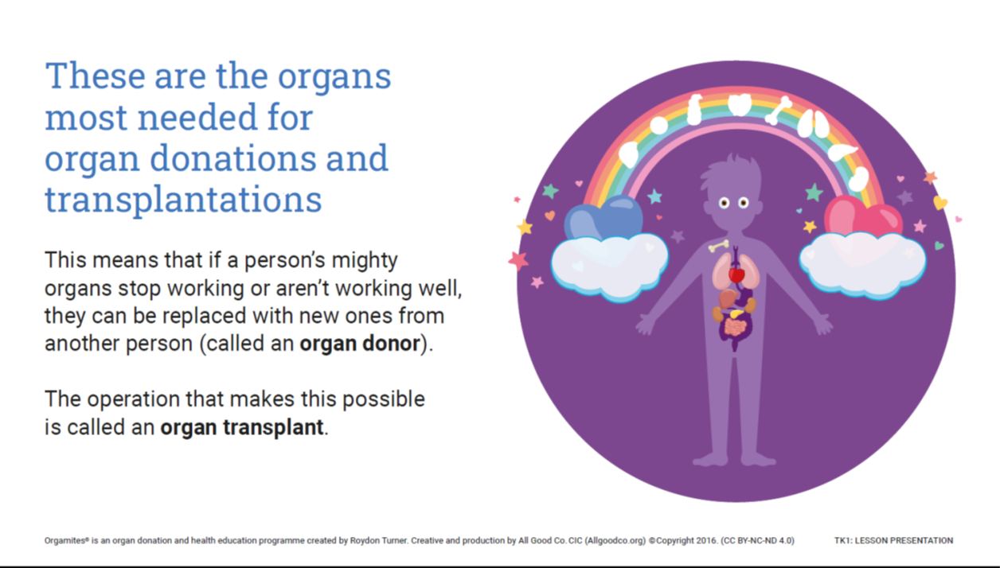 These are the organs
most needed for
organ donations and
transplantations
This means that if a person’s mighty
organs stop working or aren’t working well,
they can be replaced with new ones from
another person (called an organ donor).
The operation that makes this possible
is called an organ transplant.
Orgamites® is an organ donation and health education programme created by Roydon Turner. Creative and production by All Good Co. CIC (Allgoodco.org) ©Copyright 2016. (CC BY-NC-ND 4.0)
TK1: LESSON PRESENTATION